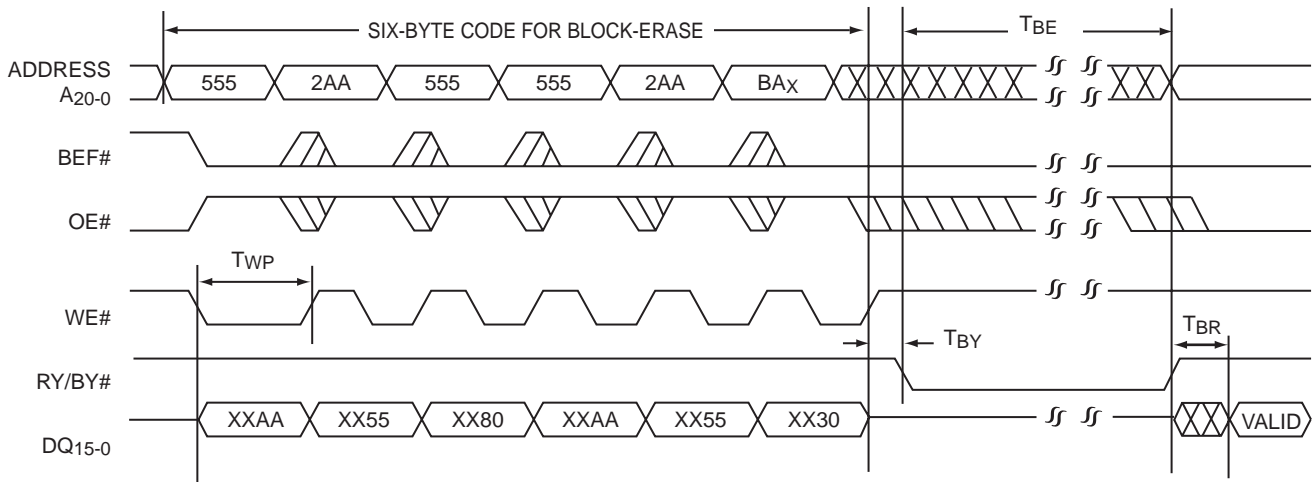 SIX-BYTE CODE FOR BLOCK-ERASE
TBE
ADDRESS
A20-0
555 2AA 555 555 2AA BAX
BEF#
OE#
TWP
WE#
TBY
TBR
RY/BY#
XXAA XX55 XX80 XXAA XX55 XX30 VALID
DQ15-0